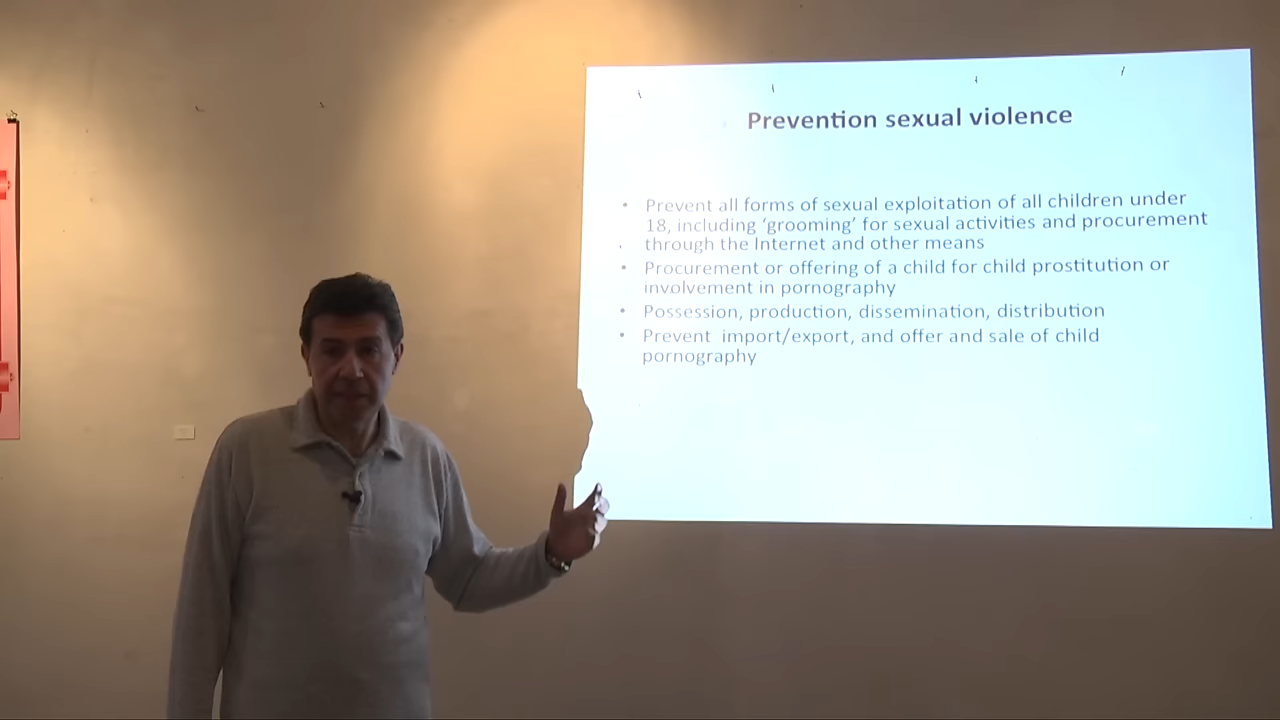 Prevention sexual violence
• Prevent all forms of sexual exploitation of all children under
18, including ‘grooming’ for sexual activities and procurement
through the Internet and other means
• Procurement or offering of a child for child prostitution or
involvement in pornography
• Possession, production, dissemination, distribution
• Prevent import/export, and offer and sale of child
pornography